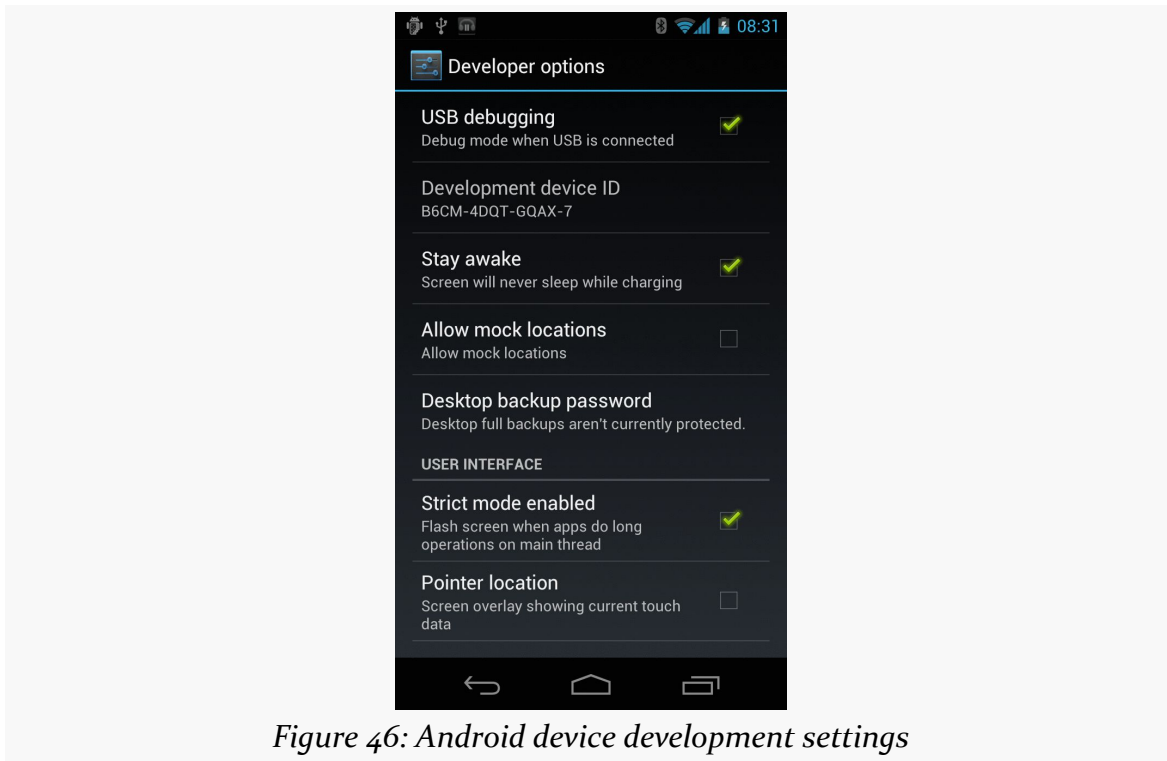 08:31
Developer options
USB debugging
Debug mode when USB is connected
Development device ID
B6CM-4DQT-GQAX-7
Stay awake
Screen will never sleep while charging
Allow mock locations
Allow mock locations
Desktop backup password
Desktop full backups aren't currently protected.
USER INTERFACE
Strict mode enabled
Flash screen when apps do long
operations on main thread
Pointer location
Screen overlay showing current touch
data
Figure 46: Android device development settings